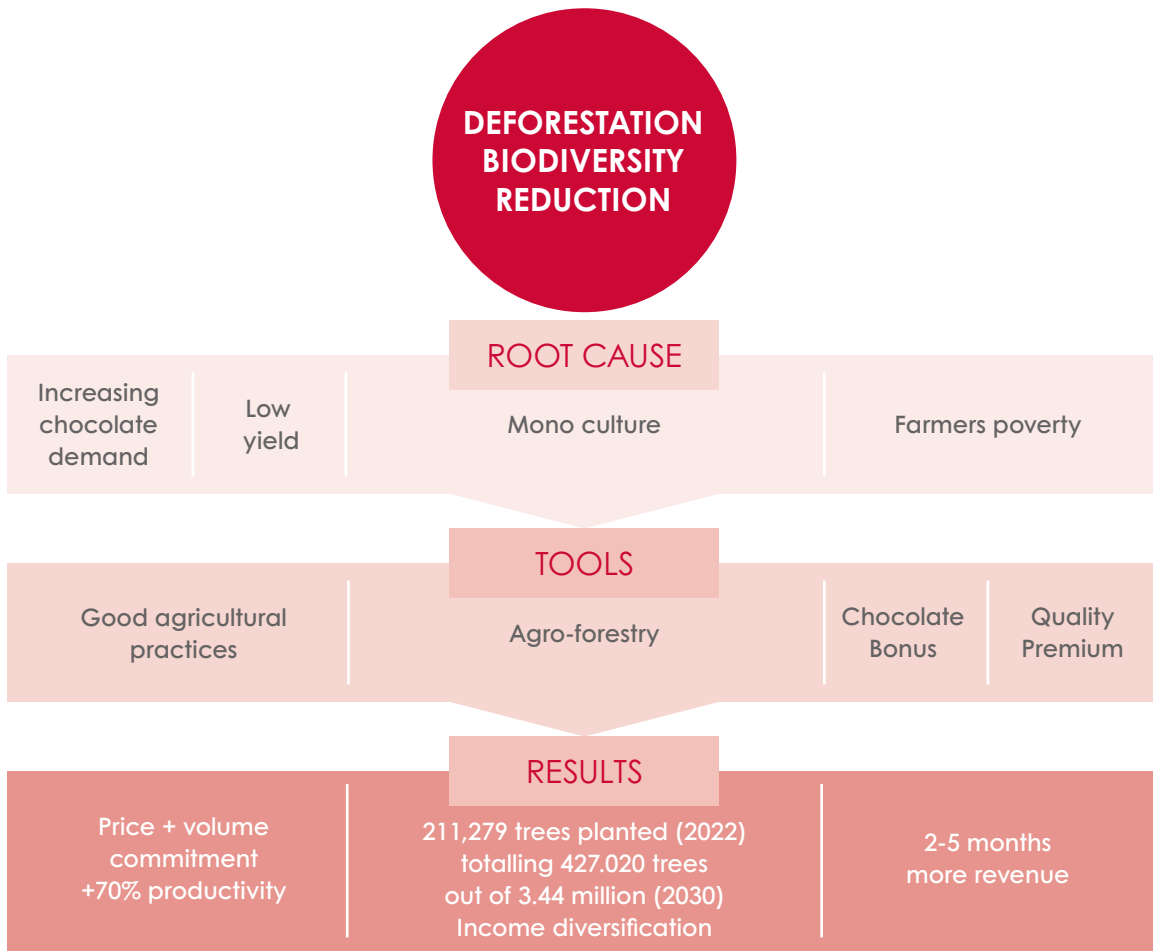 DEFORESTATION
BIODIVERSITY
REDUCTION
ROOT CAUSE
Increasing
chocolate
demand
Low
yield
Mono culture
Farmers poverty
TOOLS
Good agricultural
practices
Agro-forestry
Chocolate
Bonus
Quality
Premium
RESULTS
Price + volume
commitment
+70% productivity
211,279 trees planted (2022)
totalling 427.020 trees
out of 3.44 million (2030)
Income diversification
2-5 months
more revenue